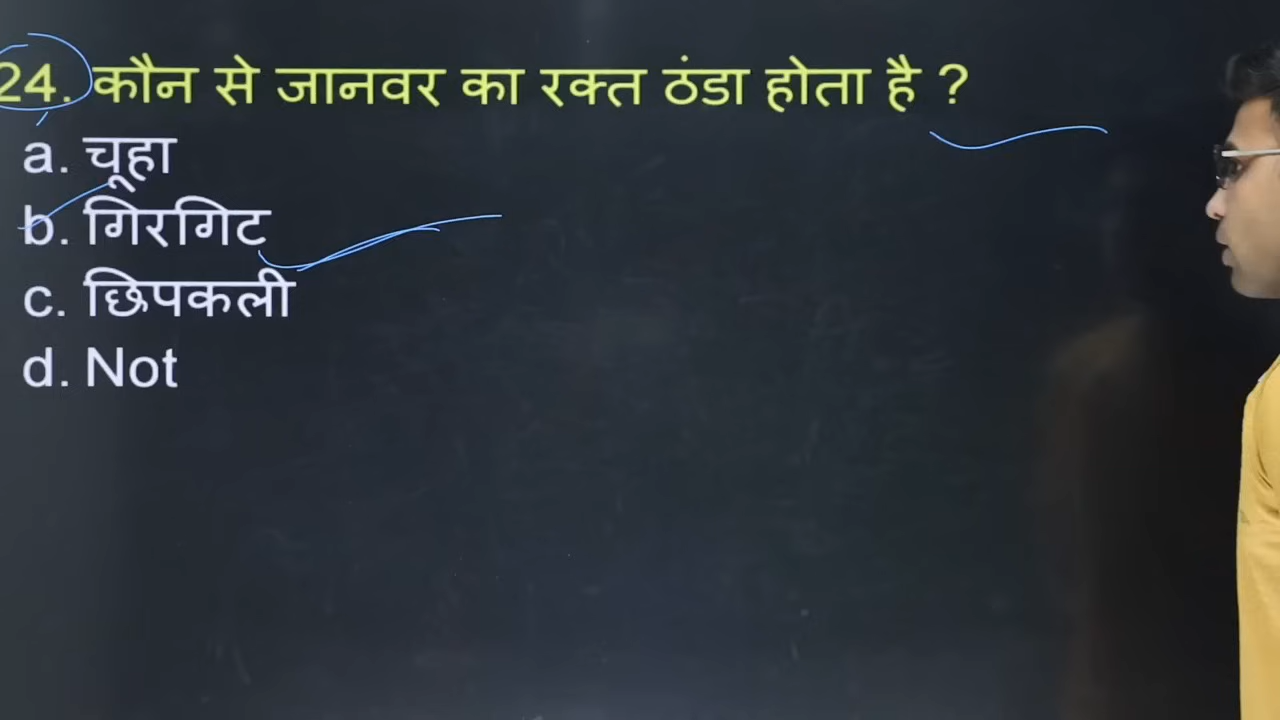 24. कौन से जानवर का रक्त ठंडा होता है ?
a. चूहा
b. गिरगिट
c. छिपकली
d. Not